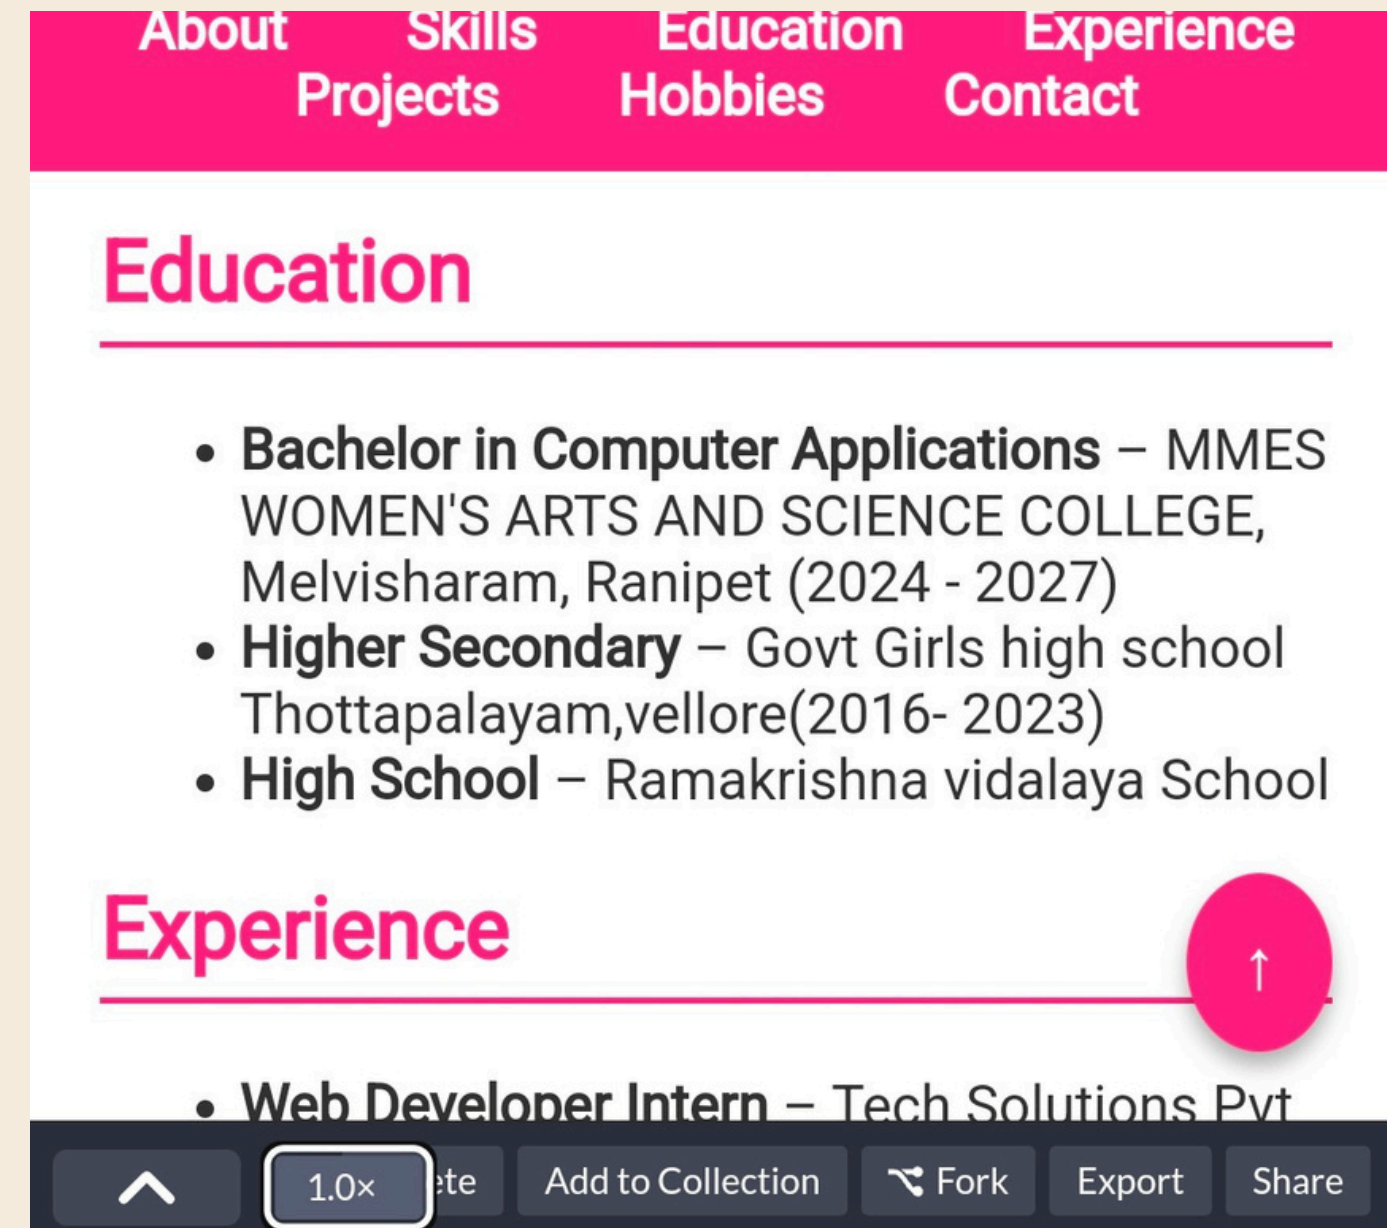 About Skills Education Experience
Projects Hobbies Contact
Education
• Bachelor in Computer Applications – MMES
WOMEN'S ARTS AND SCIENCE COLLEGE,
Melvisharam, Ranipet (2024 - 2027)
• Higher Secondary – Govt Girls high school
Thottapalayam,vellore(2016- 2023)
• High School – Ramakrishna vidalaya School
Experience
↑
• Web Developer Intern – Tech Solutions Pvt
1.0× ete Add to Collection Fork Export Share